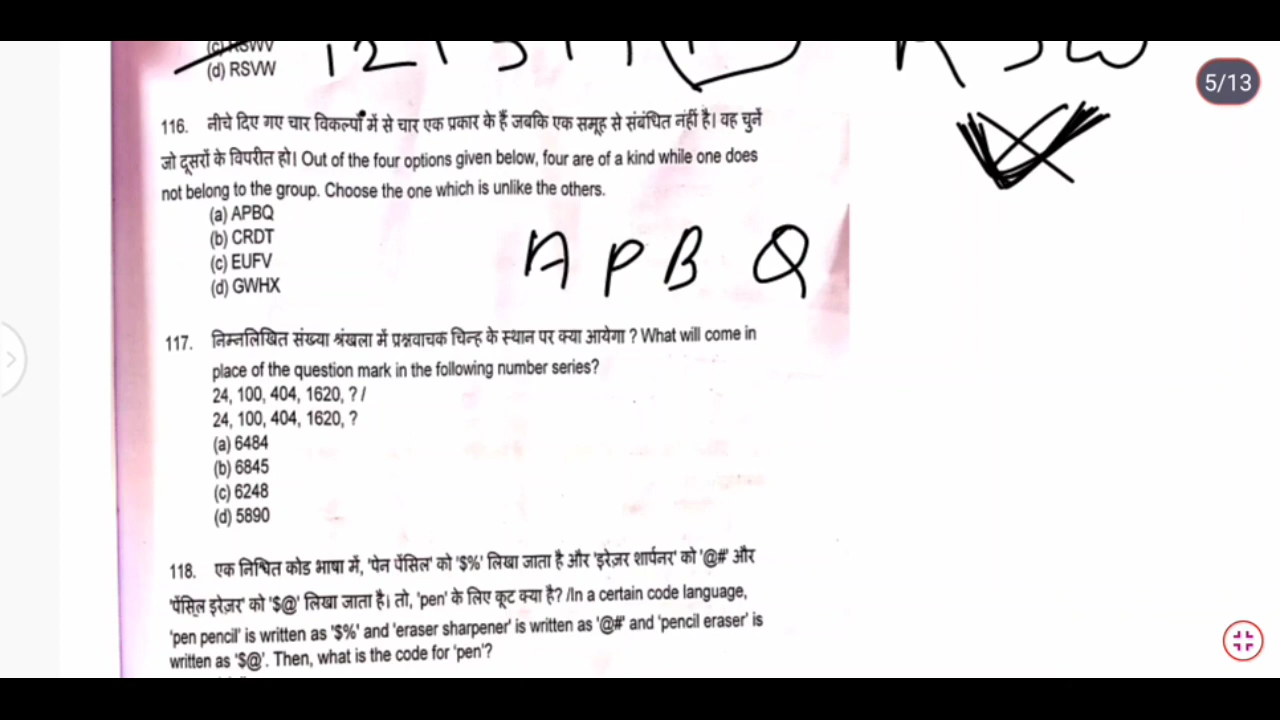 (c) RSWV
(d) RSVW
5/13
116. नीचे दिए गए चार विकल्पों में से चार एक प्रकार के हैं जबकि एक समूह से संबंधित नहीं है। वह चुनें
जो दूसरों के विपरीत हो। Out of the four options given below, four are of a kind while one does
not belong to the group. Choose the one which is unlike the others.
(a) APBQ
(b) CRDT
(c) EUFV
(d) GWHX
A P B Q
117. निम्नलिखित संख्या श्रंखला में प्रश्नवाचक चिन्ह के स्थान पर क्या आयेगा ? What will come in
place of the question mark in the following number series?
24, 100, 404, 1620, ? /
24, 100, 404, 1620, ?
(a) 6484
(b) 6845
(c) 6248
(d) 5890
118. एक निश्चित कोड भाषा में, 'पेन पेंसिल' को '$%' लिखा जाता है और 'इरेज़र शार्पनर' को '@#' और
'पेंसिल इरेज़र' को '$@' लिखा जाता है। तो, 'pen' के लिए कूट क्या है? /In a certain code language,
'pen pencil' is written as '$%' and 'eraser sharpener' is written as '@#' and 'pencil eraser' is
written as '$@'. Then, what is the code for 'pen'?